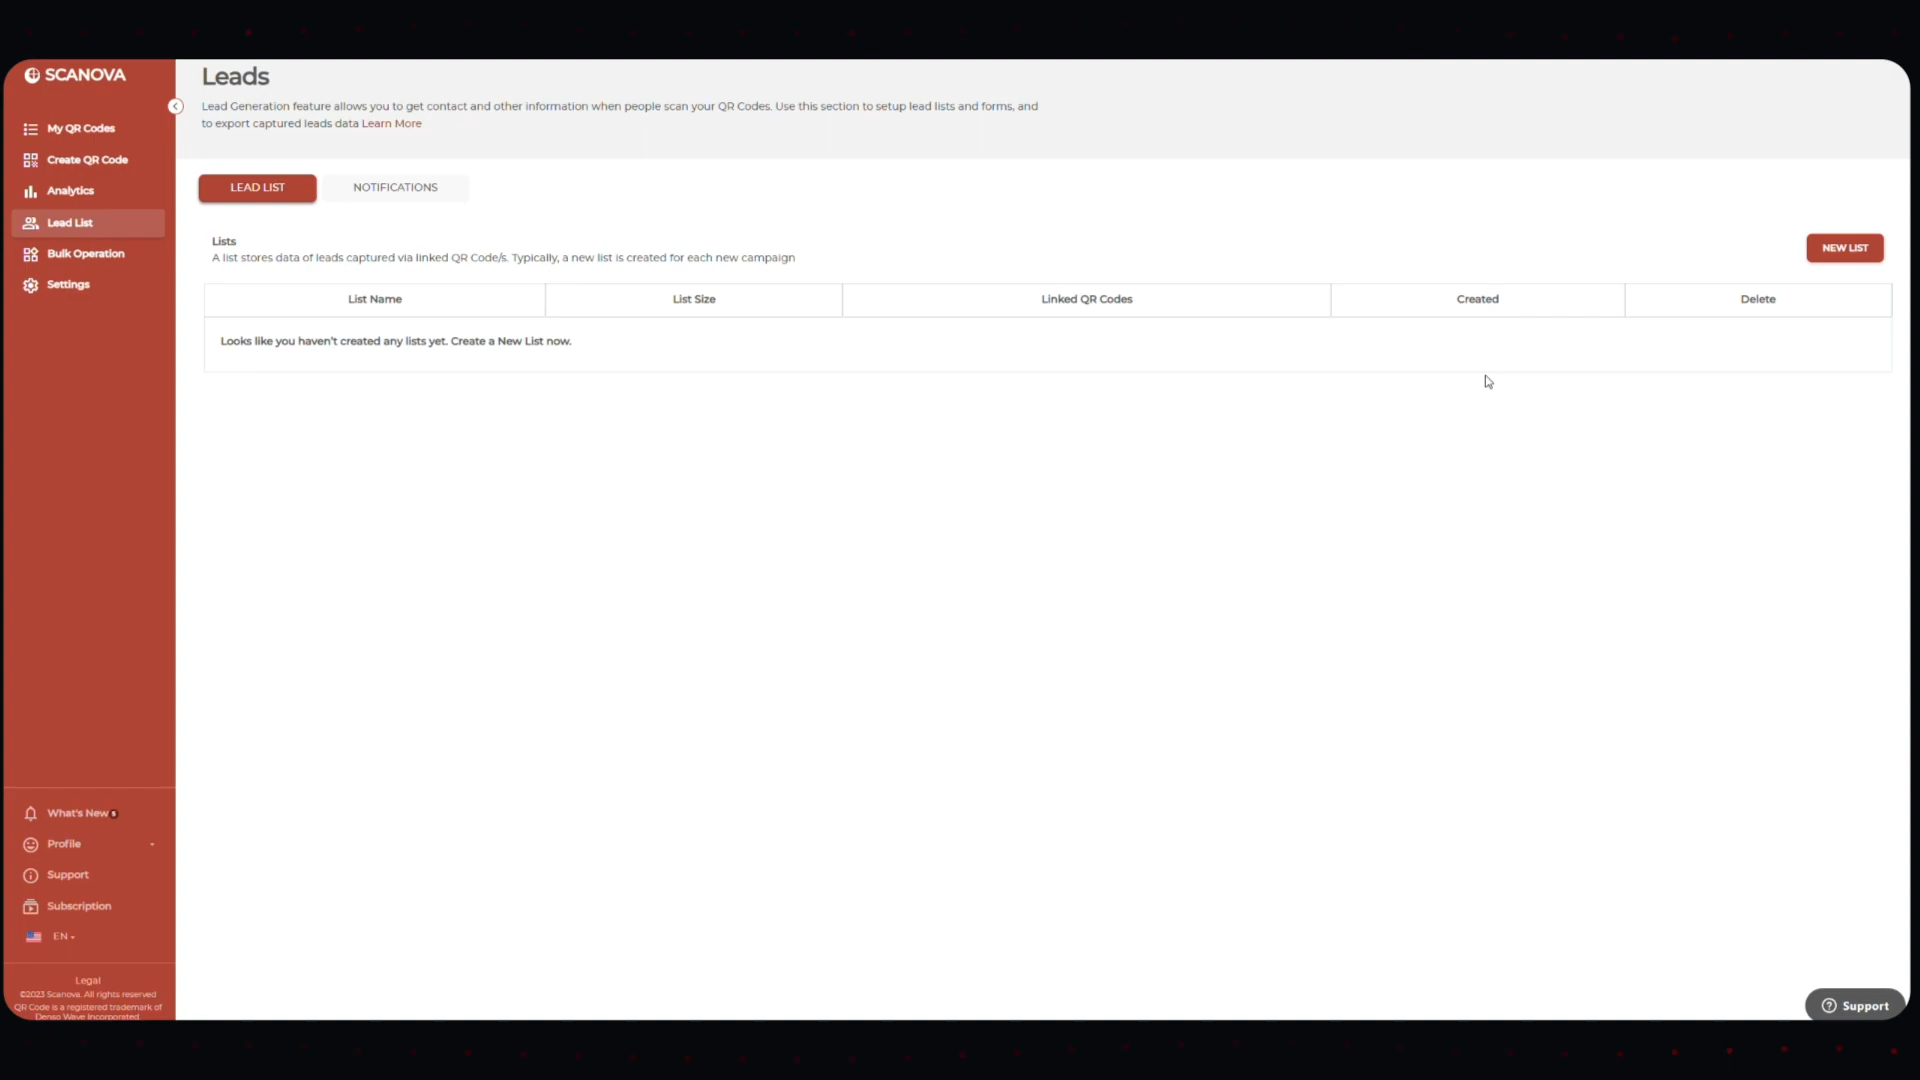 SCANOVA
My QR Codes
Create QR Code
Analytics
Lead List
Bulk Operation
Settings
What's New 5
Profile
Support
Subscription
EN
Legal
©2023 Scanova. All rights reserved
QR Code is a registered trademark of
Denso Wave Incorporated
Leads
Lead Generation feature allows you to get contact and other information when people scan your QR Codes. Use this section to setup lead lists and forms, and
to export captured leads data Learn More
LEAD LIST
NOTIFICATIONS
Lists
A list stores data of leads captured via linked QR Code/s. Typically, a new list is created for each new campaign
NEW LIST
List Name
List Size
Linked QR Codes
Created
Delete
Looks like you haven't created any lists yet. Create a New List now.
Support